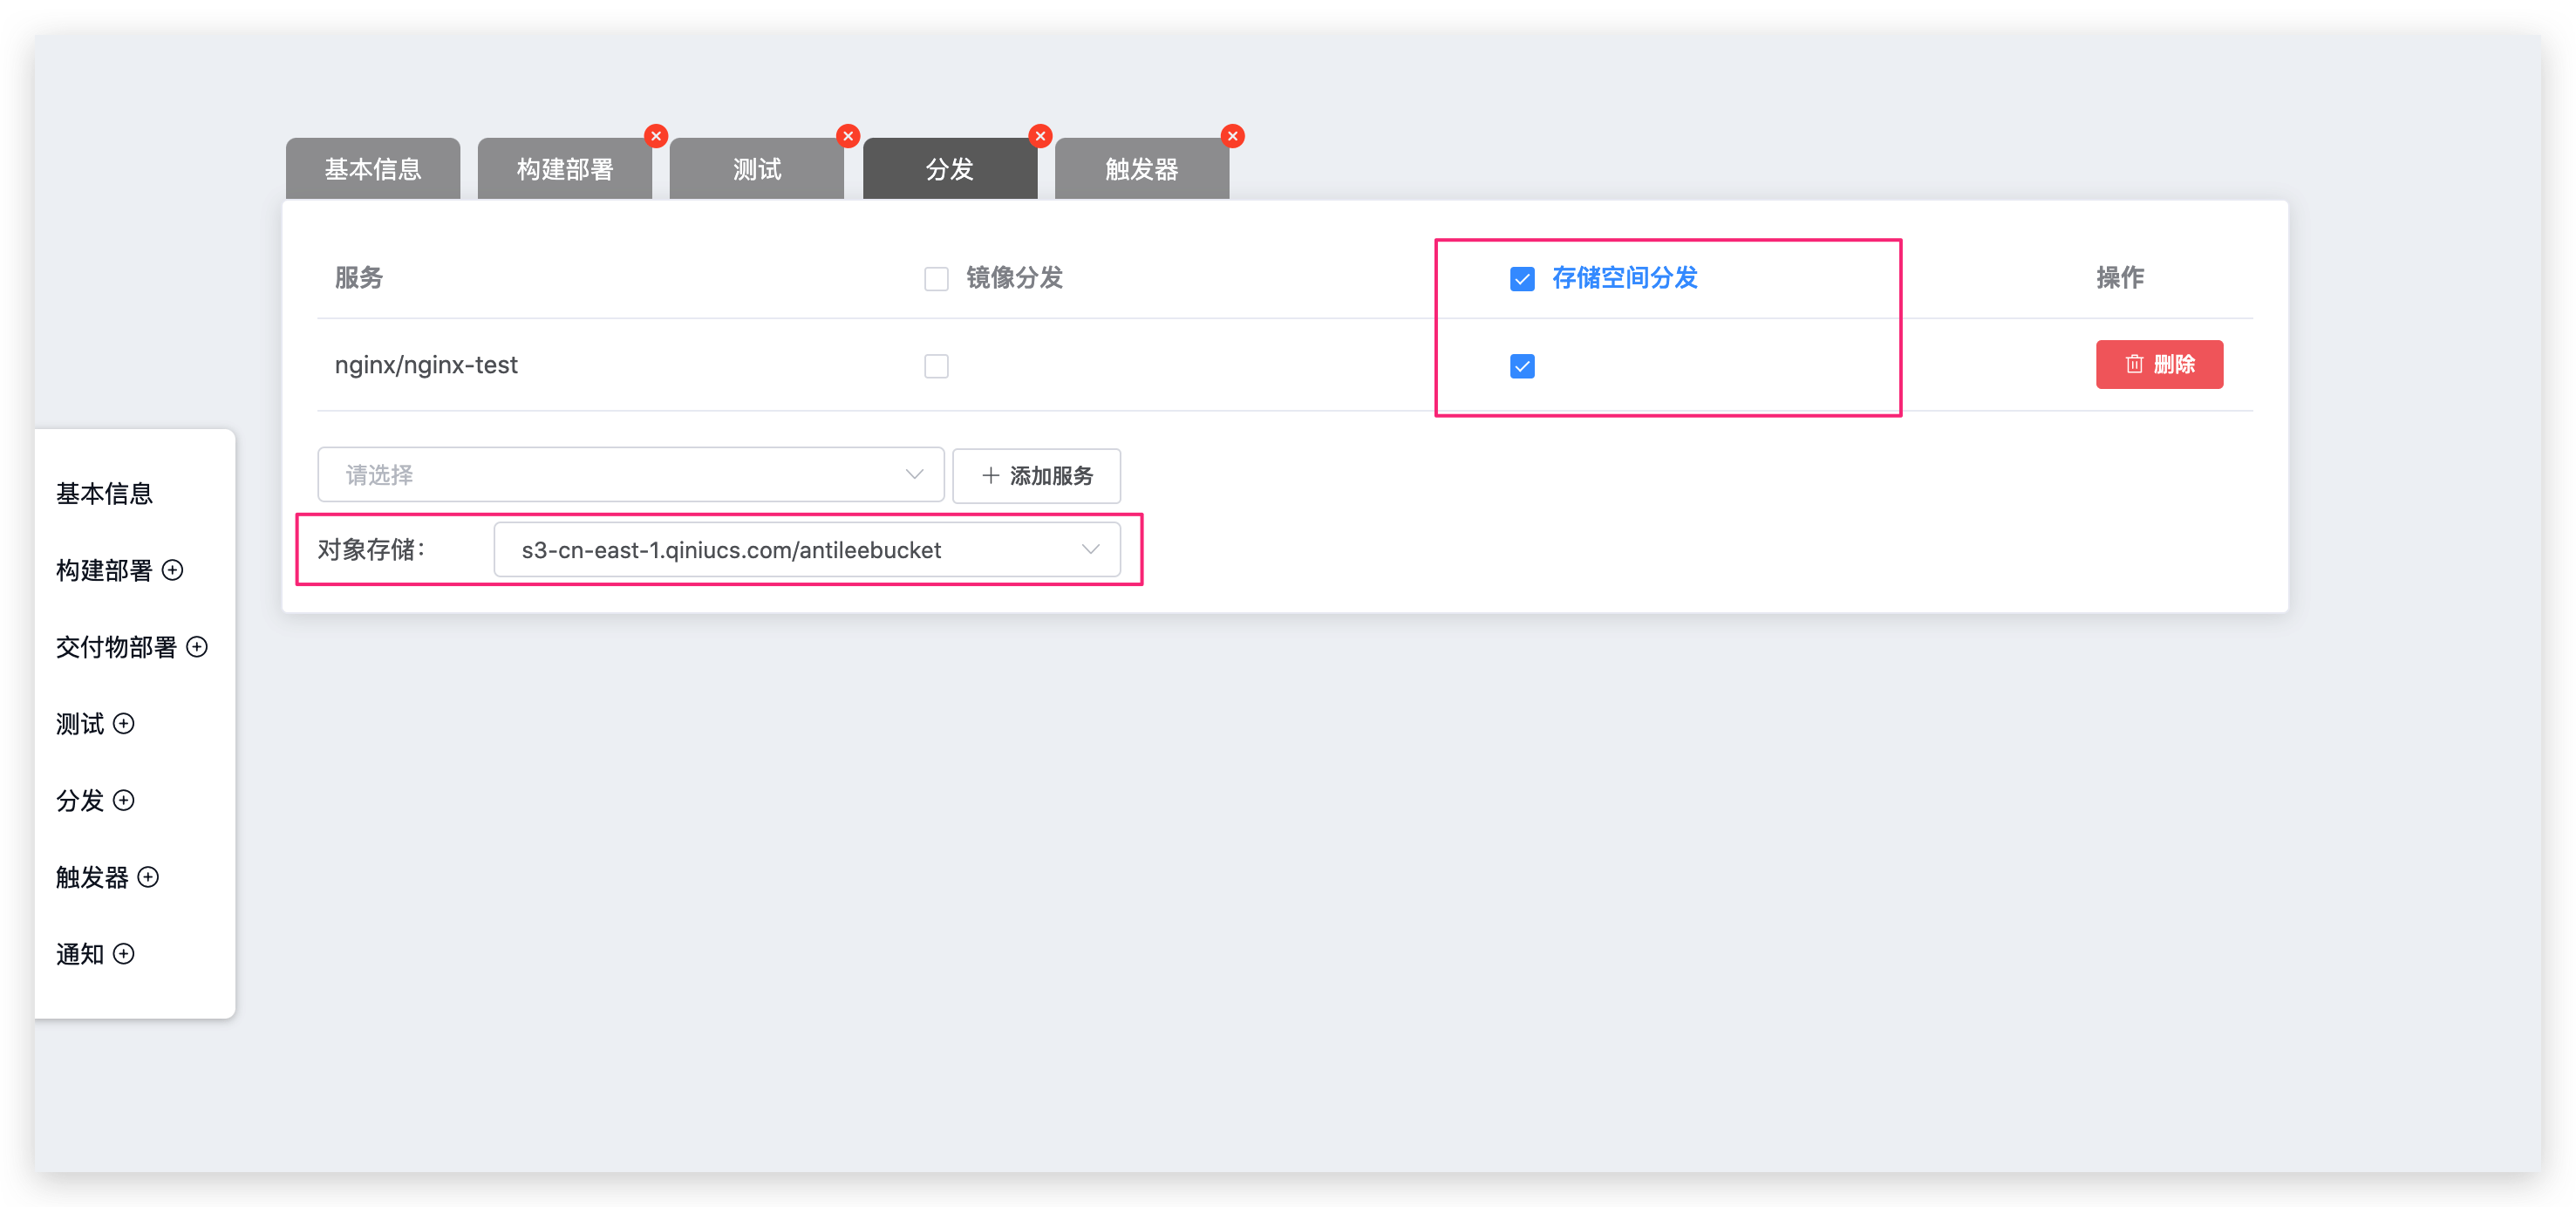 基本信息
构建部署
测试
分发
触发器
服务
镜像分发
存储空间分发
操作
nginx/nginx-test
删除
请选择
添加服务
对象存储：
s3-cn-east-1.qiniucs.com/antileebucket
基本信息
构建部署
交付物部署
测试
分发
触发器
通知